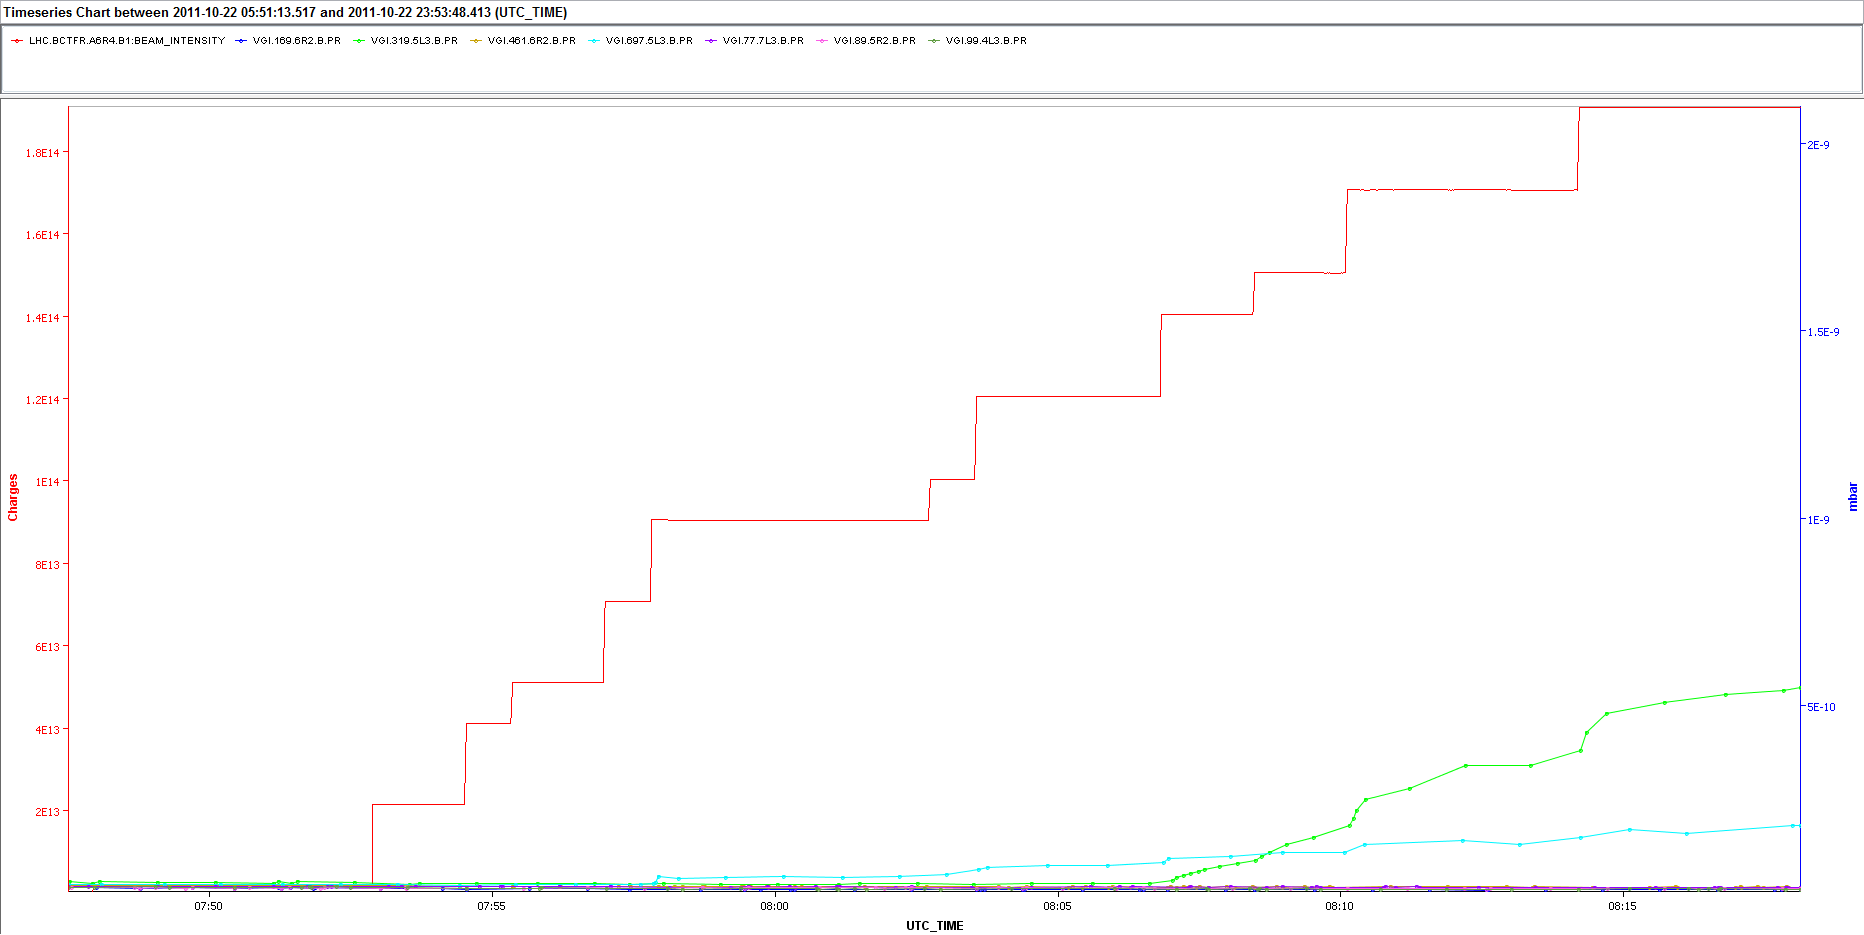 Timeseries Chart between 2011-10-22 05:51:13.517 and 2011-10-22 23:53:48.413 (UTC_TIME)
LHC.BCTFR.A6R4.B1:BEAM_INTENSITY VGI.169.6R2.B.PR VGI.319.5L3.B.PR VGI.461.6R2.B.PR VGI.697.5L3.B.PR VGI.77.7L3.B.PR VGI.89.5R2.B.PR VGI.99.4L3.B.PR
1.8E14
1.6E14
1.4E14
1.2E14
1E14
8E13
6E13
4E13
2E13
Charges
2E-9
1.5E-9
1E-9
5E-10
mbar
07:50 07:55 08:00 08:05 08:10 08:15
UTC_TIME